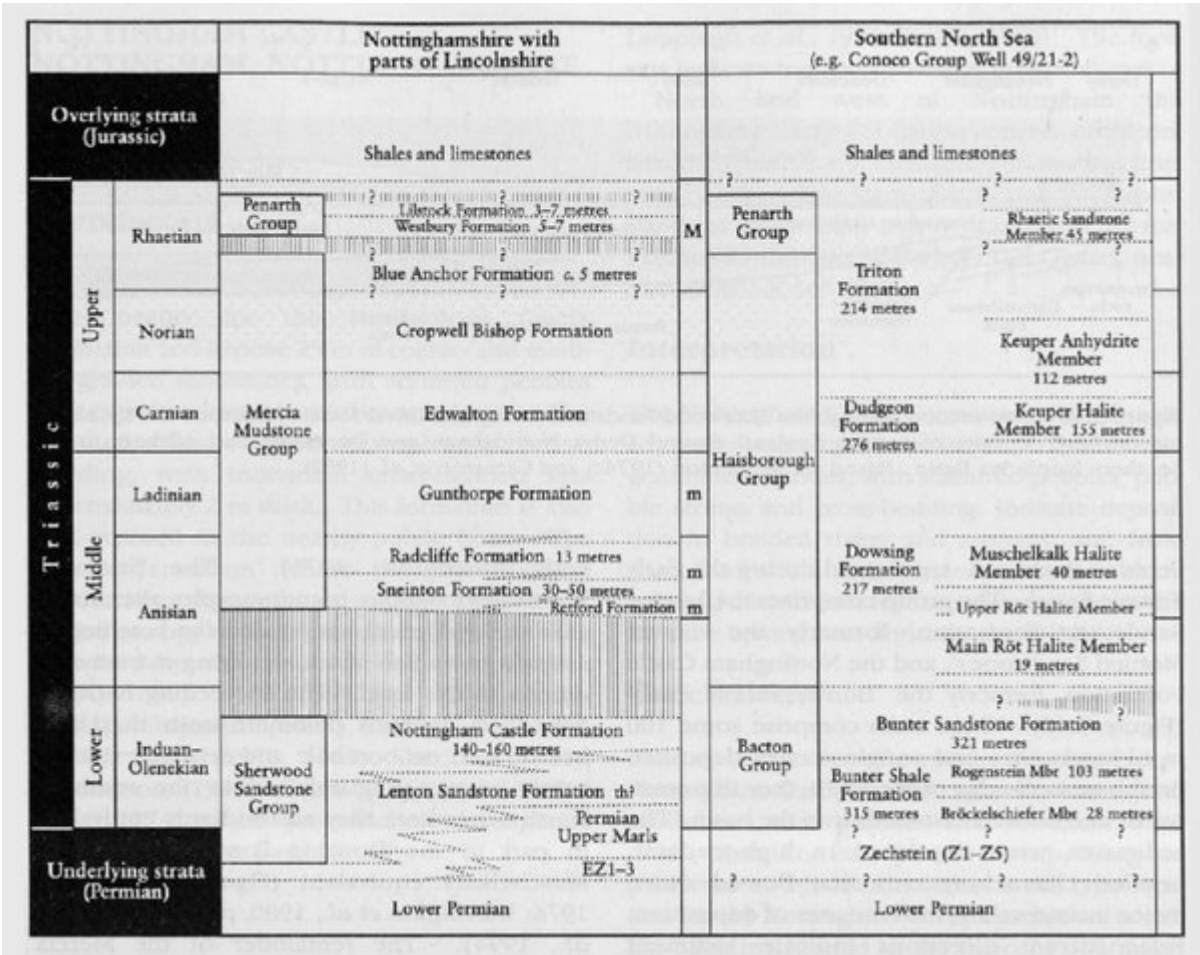 Nottinghamshire with
parts of Lincolnshire
Southern North Sea
(e.g. Conoco Group Well 49/21-2)
Overlying strata
(Jurassic)
Shales and limestones
Shales and limestones
Triassic
Upper
Middle
Lower
Rhaetian
Norian
Carnian
Ladinian
Anisian
Induan–
Olenekian
Penarth
Group
Mercia
Mudstone
Group
Sherwood
Sandstone
Group
? ? ?
Lilstock Formation 3–7 metres
Westbury Formation 5–7 metres
? ? ?
Blue Anchor Formation c. 5 metres
? ? ?
Cropwell Bishop Formation
Edwalton Formation
Gunthorpe Formation
Radcliffe Formation 13 metres
Sneinton Formation 30–50 metres
Retford Formation
Nottingham Castle Formation
140–160 metres
Lenton Sandstone Formation
Permian
Upper Marls
EZ1–3
Lower Permian
M
m
m
m
? ? ? ?
Penarth
Group
Haisborough
Group
Bacton
Group
Triton
Formation
214 metres
Dudgeon
Formation
276 metres
Dowsing
Formation
217 metres
Bunter Shale
Formation
315 metres
Rhaetic Sandstone
Member 45 metres
? ?
Keuper Anhydrite
Member
112 metres
Keuper Halite
Member 155 metres
Muschelkalk Halite
Member 40 metres
Upper Röt Halite Member
Main Röt Halite Member
19 metres
? ?
Bunter Sandstone Formation
321 metres
Rogenstein Mbr 103 metres
Bröckelschiefer Mbr 28 metres
? ? ?
Zechstein (Z1–Z5)
? ? ? ?
Lower Permian
Underlying strata
(Permian)